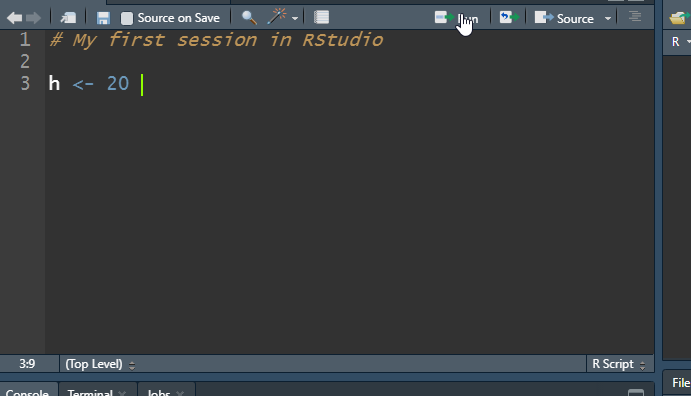 Source on Save
Source
1 # My first session in RStudio
2
3 h <- 20
3:9 (Top Level) R Script
Console Terminal Jobs
R
File